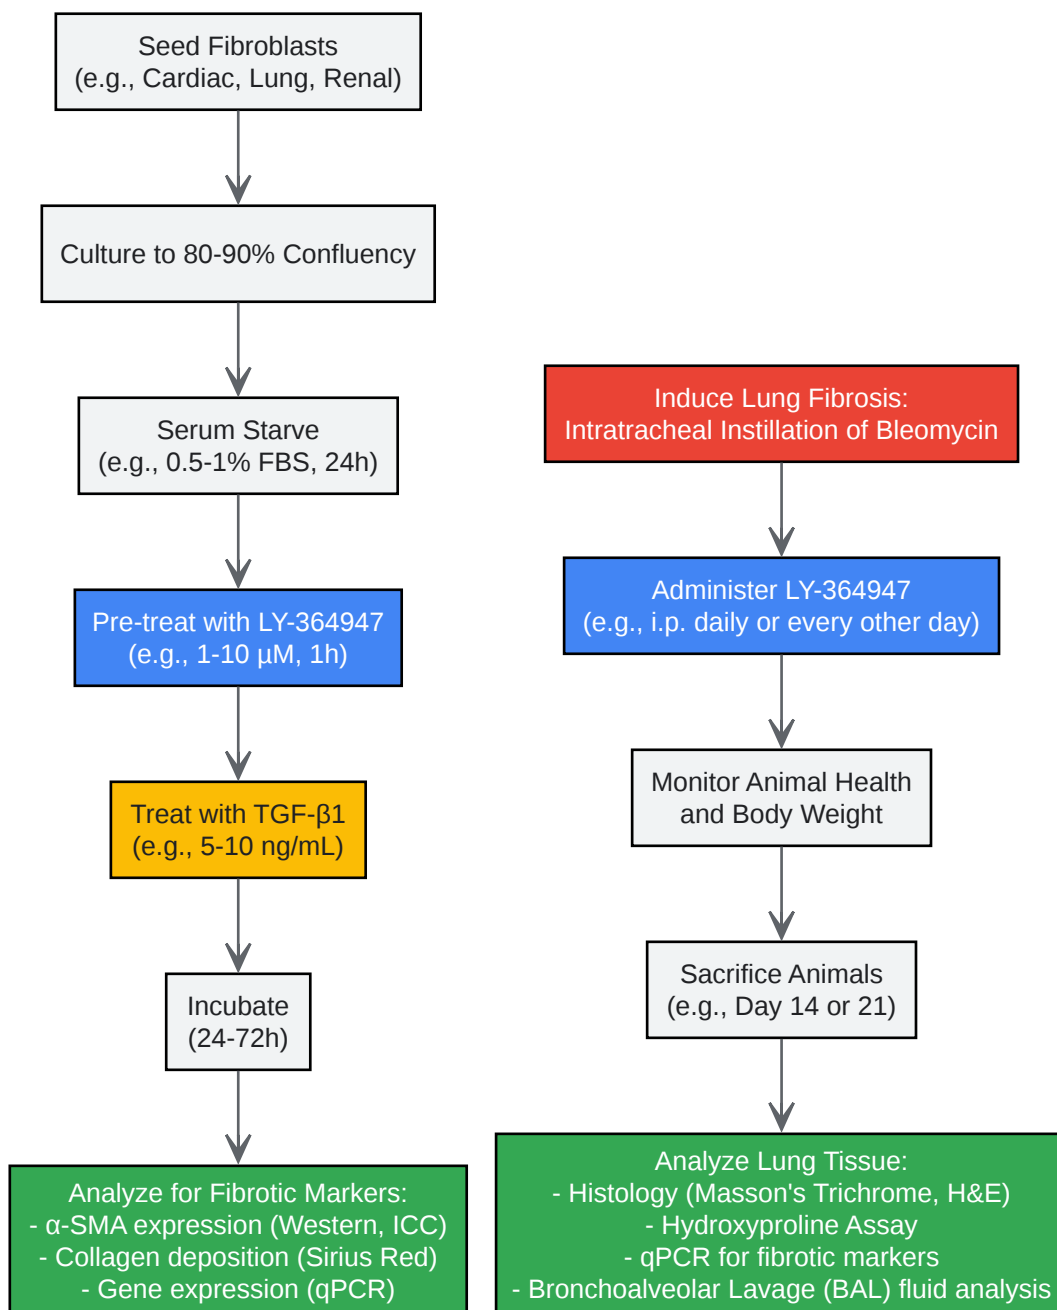 Seed Fibroblasts
(e.g., Cardiac, Lung, Renal)
Culture to 80-90% Confluency
Serum Starve
(e.g., 0.5-1% FBS, 24h)
Pre-treat with LY-364947
(e.g., 1-10 µM, 1h)
Treat with TGF-β1
(e.g., 5-10 ng/mL)
Incubate
(24-72h)
Analyze for Fibrotic Markers:
- α-SMA expression (Western, ICC)
- Collagen deposition (Sirius Red)
- Gene expression (qPCR)
Induce Lung Fibrosis:
Intratracheal Instillation of Bleomycin
Administer LY-364947
(e.g., i.p. daily or every other day)
Monitor Animal Health
and Body Weight
Sacrifice Animals
(e.g., Day 14 or 21)
Analyze Lung Tissue:
- Histology (Masson's Trichrome, H&E)
- Hydroxyproline Assay
- qPCR for fibrotic markers
- Bronchoalveolar Lavage (BAL) fluid analysis